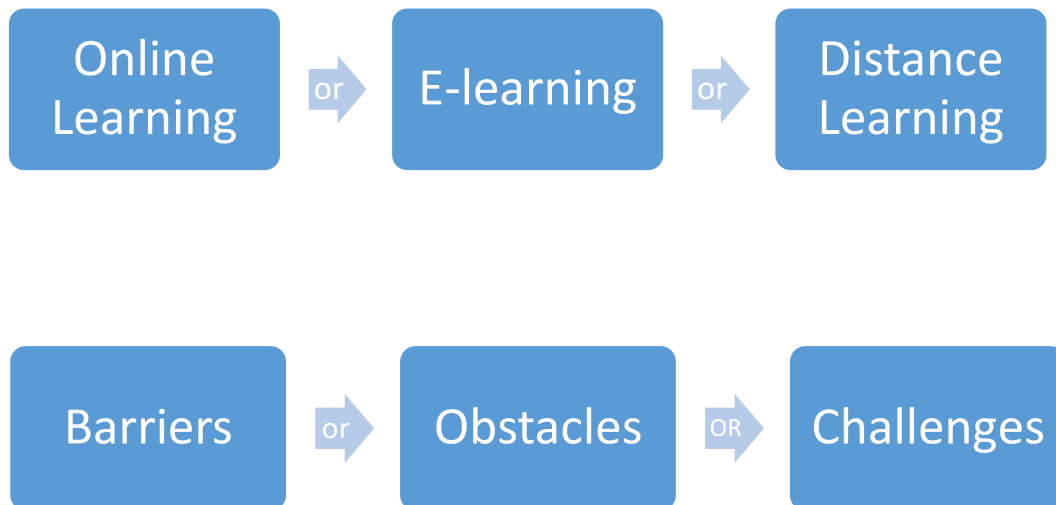 Online
Learning
or
E-learning
or
Distance
Learning
Barriers
or
Obstacles
OR
Challenges